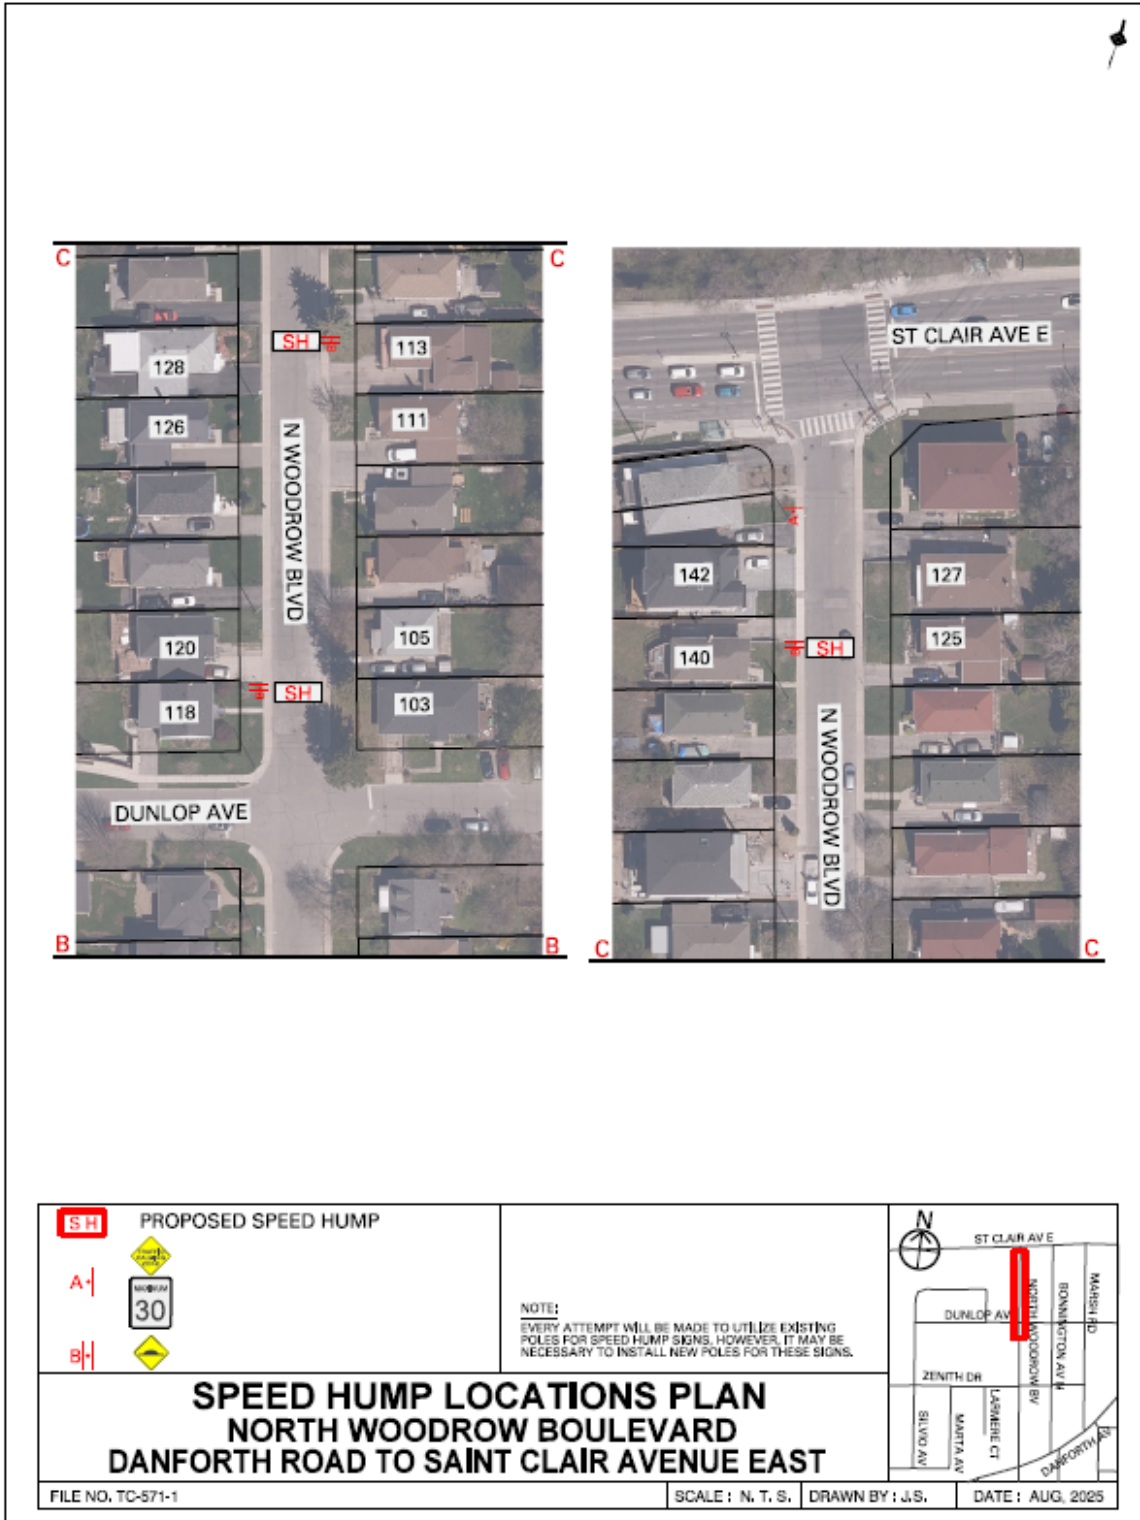 C
C
SH
113
128
126
111
N WOODROW BLVD
105
120
SH
118
103
DUNLOP AVE
B
B
ST CLAIR AVE E
A
142
127
140
SH
125
N WOODROW BLVD
C
C
SH
PROPOSED SPEED HUMP
A
MAXIMUM
30
B
NOTE:
EVERY ATTEMPT WILL BE MADE TO UTILIZE EXISTING
POLES FOR SPEED HUMP SIGNS. HOWEVER, IT MAY BE
NECESSARY TO INSTALL NEW POLES FOR THESE SIGNS.
N
ST CLAIR AV E
DUNLOP AV
NORTH WOODROW BV
BONNINGTON AV N
MARSH RD
ZENITH DR
SILVIO AV
MARTA AV
LARMERE CT
DANFORTH AV
SPEED HUMP LOCATIONS PLAN
NORTH WOODROW BOULEVARD
DANFORTH ROAD TO SAINT CLAIR AVENUE EAST
FILE NO. TC-571-1
SCALE : N. T. S.
DRAWN BY : J.S.
DATE : AUG, 2025